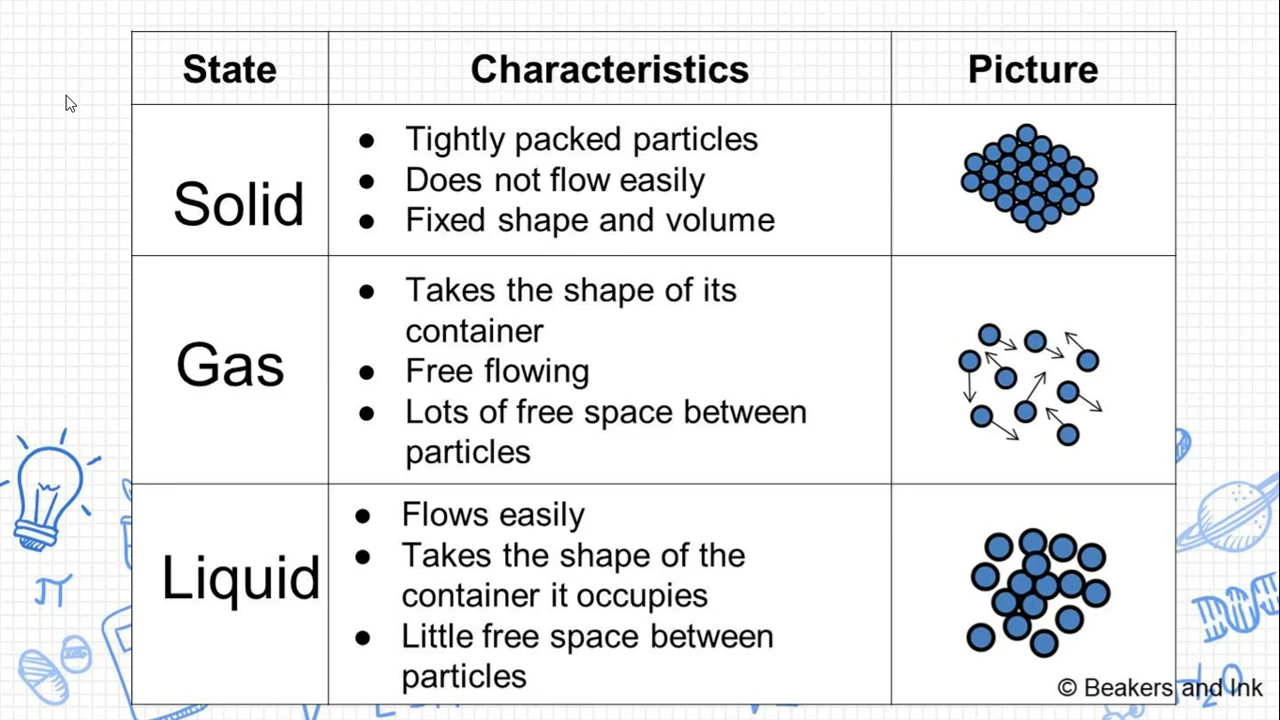 State
Characteristics
Picture
Solid
● Tightly packed particles
● Does not flow easily
● Fixed shape and volume
Gas
● Takes the shape of its
container
● Free flowing
● Lots of free space between
particles
Liquid
● Flows easily
● Takes the shape of the
container it occupies
● Little free space between
particles
π
© Beakers and Ink